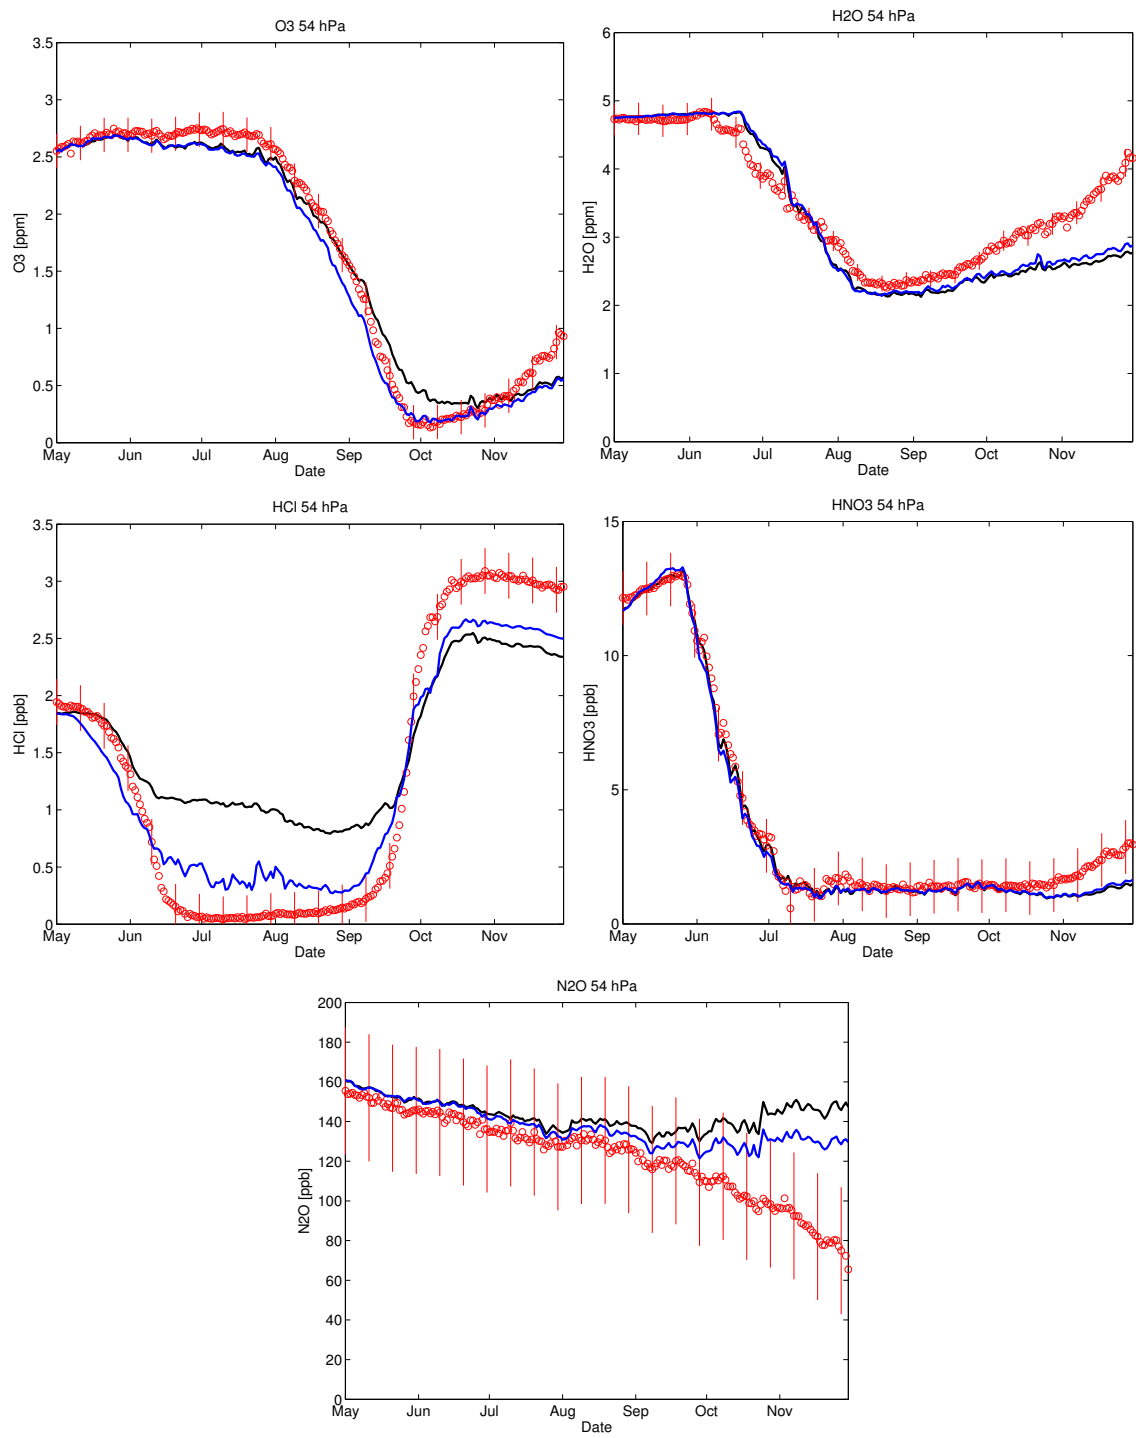 O3 54 hPa
3.5
3
2.5
2
1.5
1
0.5
0
O3 [ppm]
May Jun Jul Aug Sep Oct Nov
Date
H2O 54 hPa
6
5
4
3
2
1
0
H2O [ppm]
May Jun Jul Aug Sep Oct Nov
Date
HCl 54 hPa
3.5
3
2.5
2
1.5
1
0.5
0
HCl [ppb]
May Jun Jul Aug Sep Oct Nov
Date
HNO3 54 hPa
15
10
5
0
HNO3 [ppb]
May Jun Jul Aug Sep Oct Nov
Date
N2O 54 hPa
200
180
160
140
120
100
80
60
40
20
0
N2O [ppb]
May Jun Jul Aug Sep Oct Nov
Date